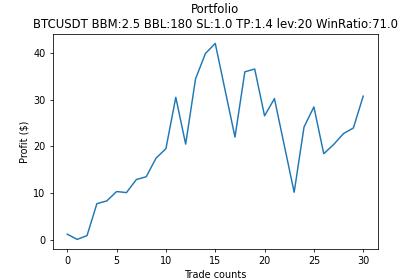 Portfolio
BTCUSDT BBM:2.5 BBL:180 SL:1.0 TP:1.4 lev:20 WinRatio:71.0
40
30
20
10
0
Profit ($)
0 5 10 15 20 25 30
Trade counts